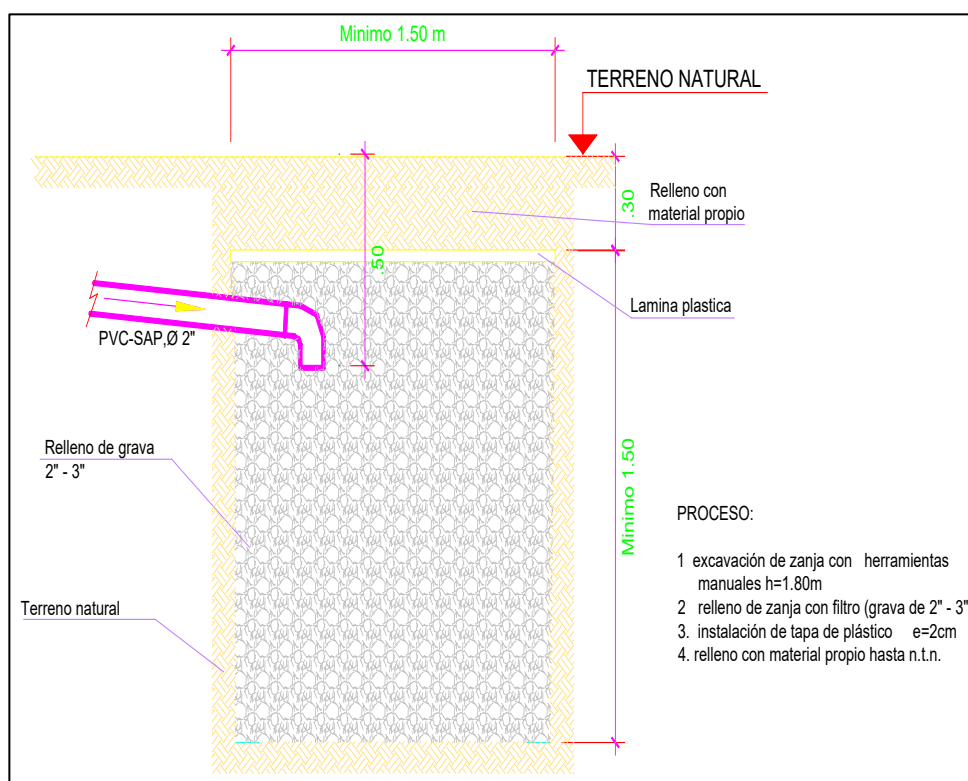 Minimo 1.50 m
TERRENO NATURAL
Relleno con
material propio
.30
.50
Lamina plastica
PVC-SAP,Ø 2"
Relleno de grava
2" - 3"
Minimo 1.50
Terreno natural
PROCESO:
1 excavación de zanja con herramientas
manuales h=1.80m
2 relleno de zanja con filtro (grava de 2" - 3"
3. instalación de tapa de plástico e=2cm
4. relleno con material propio hasta n.t.n.